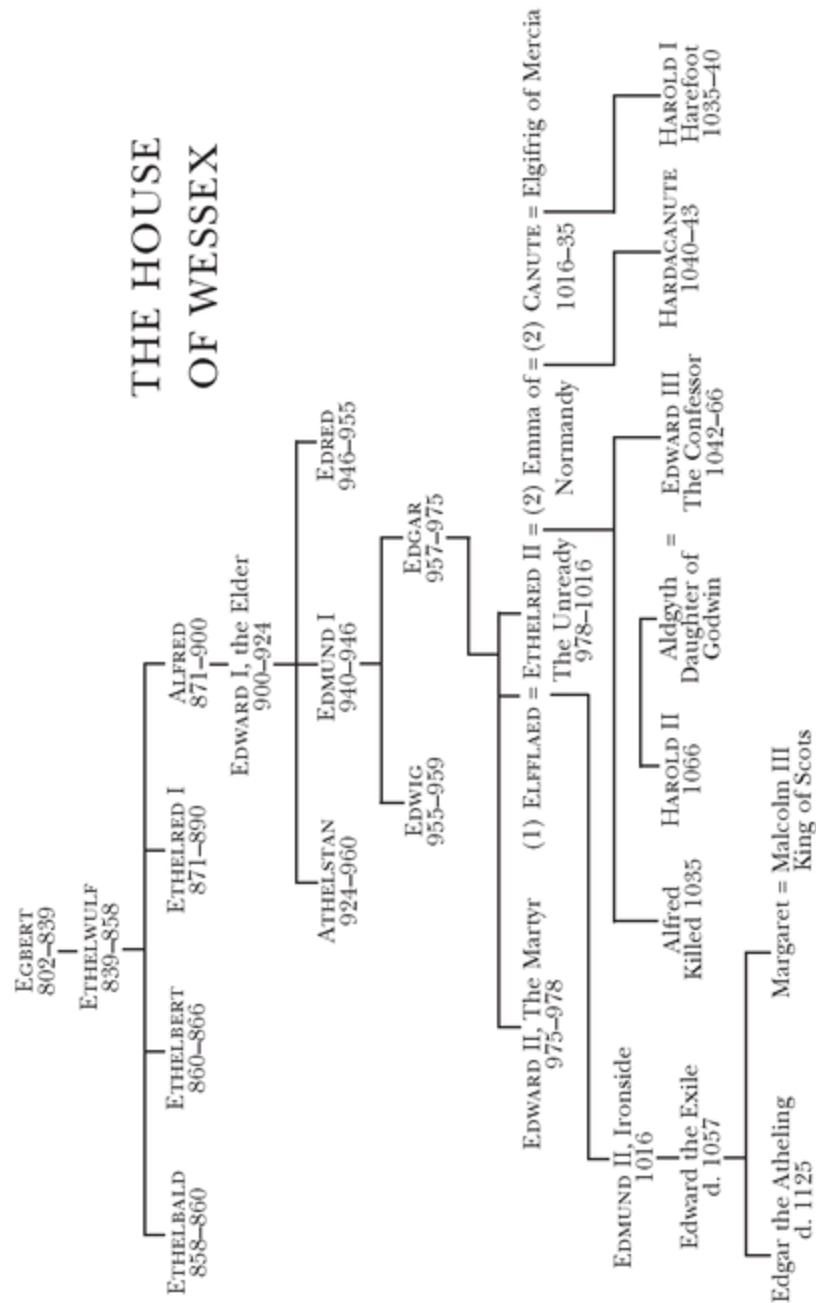 THE HOUSE
OF WESSEX
EGBERT
802–839
ETHELWULF
839–858
ETHELBALD
858–860
ETHELBERT
860–866
ETHELRED I
871–890
ALFRED
871–900
EDWARD I, the Elder
900–924
ATHELSTAN
924–960
EDMUND I
940–946
EDRED
946–955
EDWIG
955–959
EDGAR
957–975
EDWARD II, The Martyr
975–978
(1) ELFFLAED = ETHELRED II = (2) Emma of = (2) CANUTE = Elgifrig of Mercia
The Unready
978–1016
Normandy
1016–35
EDMUND II, Ironside
1016
Alfred
Killed 1035
HAROLD II
1066
Aldgyth =
Daughter of
Godwin
EDWARD III
The Confessor
1042–66
HARDACANUTE
1040–43
HAROLD I
Harefoot
1035–40
Edward the Exile
d. 1057
Edgar the Atheling
d. 1125
Margaret = Malcolm III
King of Scots